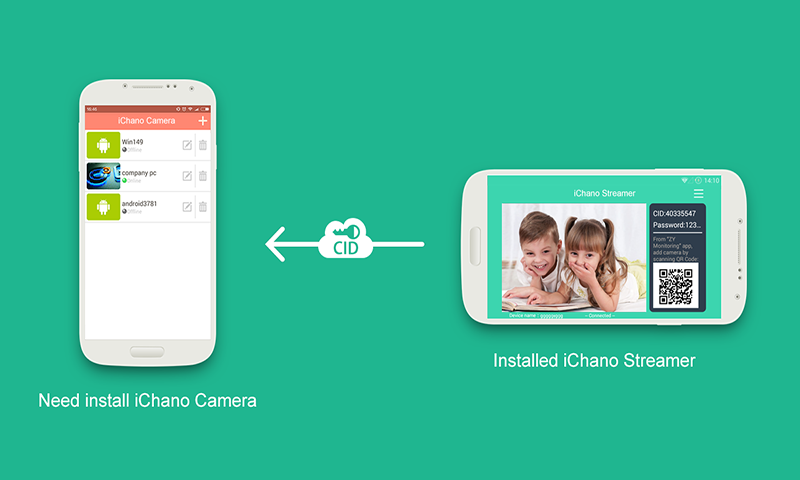 10:46
iChano Camera
+
Win149
Offline
company pc
Online
android3781
Offline
Need install iChano Camera
CID
14:10
iChano Streamer
CID:40335547
Password:123...
From "ZY
Monitoring" app,
add camera by
scanning QR Code
Device name : 99999999
-- Connected --
Installed iChano Streamer